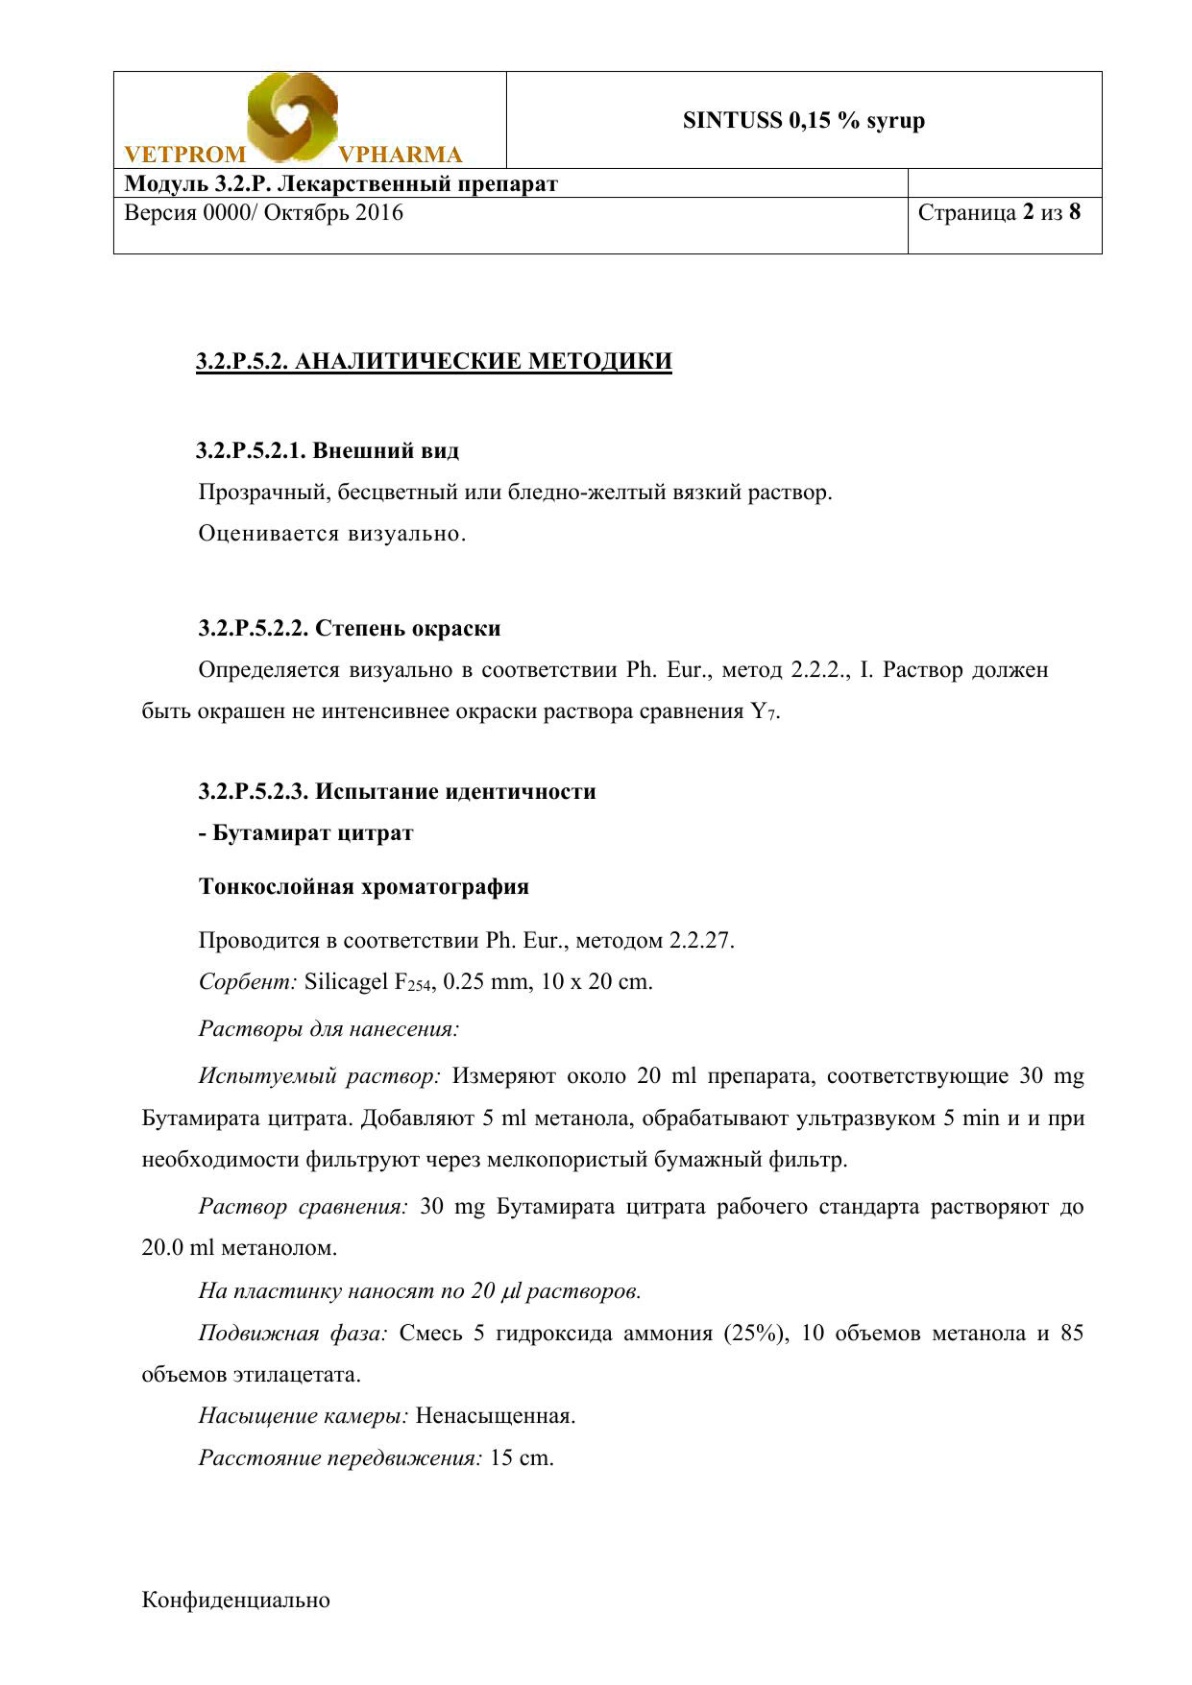 VETPROM VPHARMA
SINTUSS 0,15 % syrup
Модуль 3.2.Р. Лекарственный препарат
Версия 0000/ Октябрь 2016
Страница 2 из 8
3.2.Р.5.2. АНАЛИТИЧЕСКИЕ МЕТОДИКИ
3.2.Р.5.2.1. Внешний вид
Прозрачный, бесцветный или бледно-желтый вязкий раствор.
Оценивается визуально.
3.2.Р.5.2.2. Степень окраски
Определяется визуально в соответствии Ph. Eur., метод 2.2.2., I. Раствор должен
быть окрашен не интенсивнее окраски раствора сравнения Y₇.
3.2.Р.5.2.3. Испытание идентичности
- Бутамират цитрат
Тонкослойная хроматография
Проводится в соответствии Ph. Eur., методом 2.2.27.
Сорбент: Silicagel F₂₅₄, 0.25 mm, 10 x 20 cm.
Растворы для нанесения:
Испытуемый раствор: Измеряют около 20 ml препарата, соответствующие 30 mg
Бутамирата цитрата. Добавляют 5 ml метанола, обрабатывают ультразвуком 5 min и и при
необходимости фильтруют через мелкопористый бумажный фильтр.
Раствор сравнения: 30 mg Бутамирата цитрата рабочего стандарта растворяют до
20.0 ml метанолом.
На пластинку наносят по 20 μl растворов.
Подвижная фаза: Смесь 5 гидроксида аммония (25%), 10 объемов метанола и 85
объемов этилацетата.
Насыщение камеры: Ненасыщенная.
Расстояние передвижения: 15 cm.
Конфиденциально